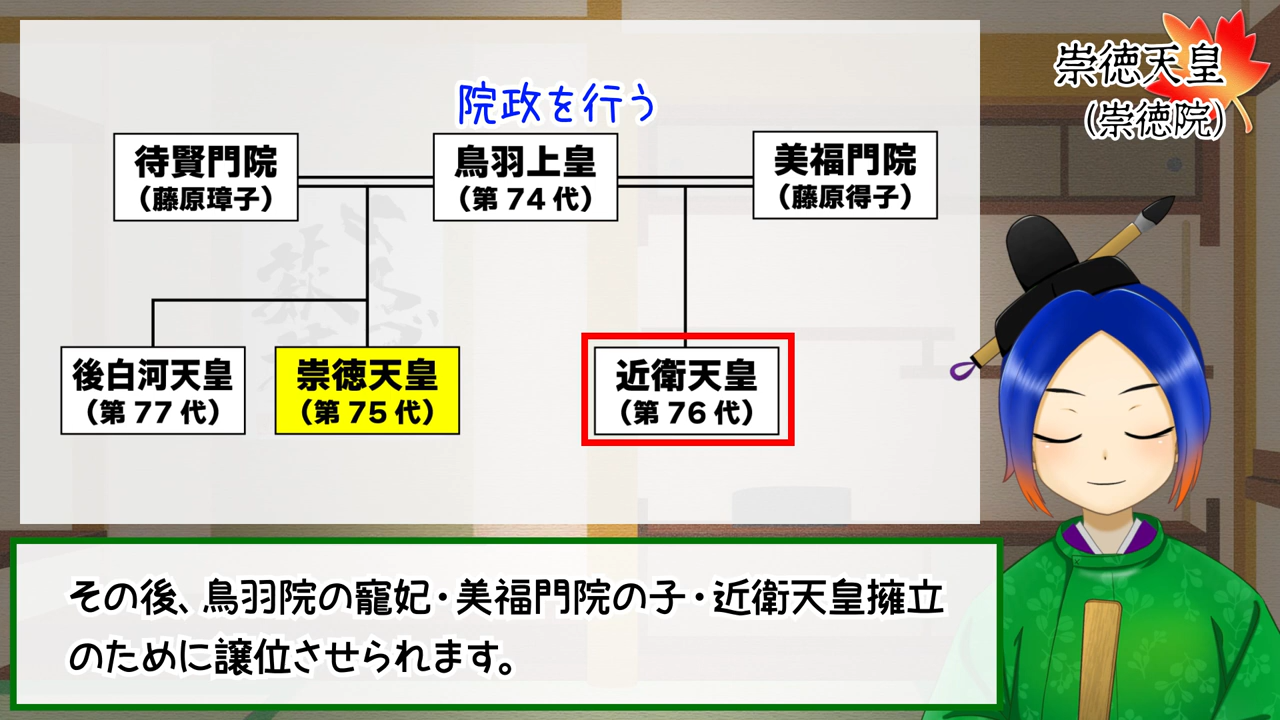 崇徳天皇
(崇徳院)
院政を行う
待賢門院
(藤原璋子)
鳥羽上皇
(第74代)
美福門院
(藤原得子)
後白河天皇
(第77代)
崇徳天皇
(第75代)
近衛天皇
(第76代)
その後、鳥羽院の寵妃・美福門院の子・近衛天皇擁立
のために譲位させられます。